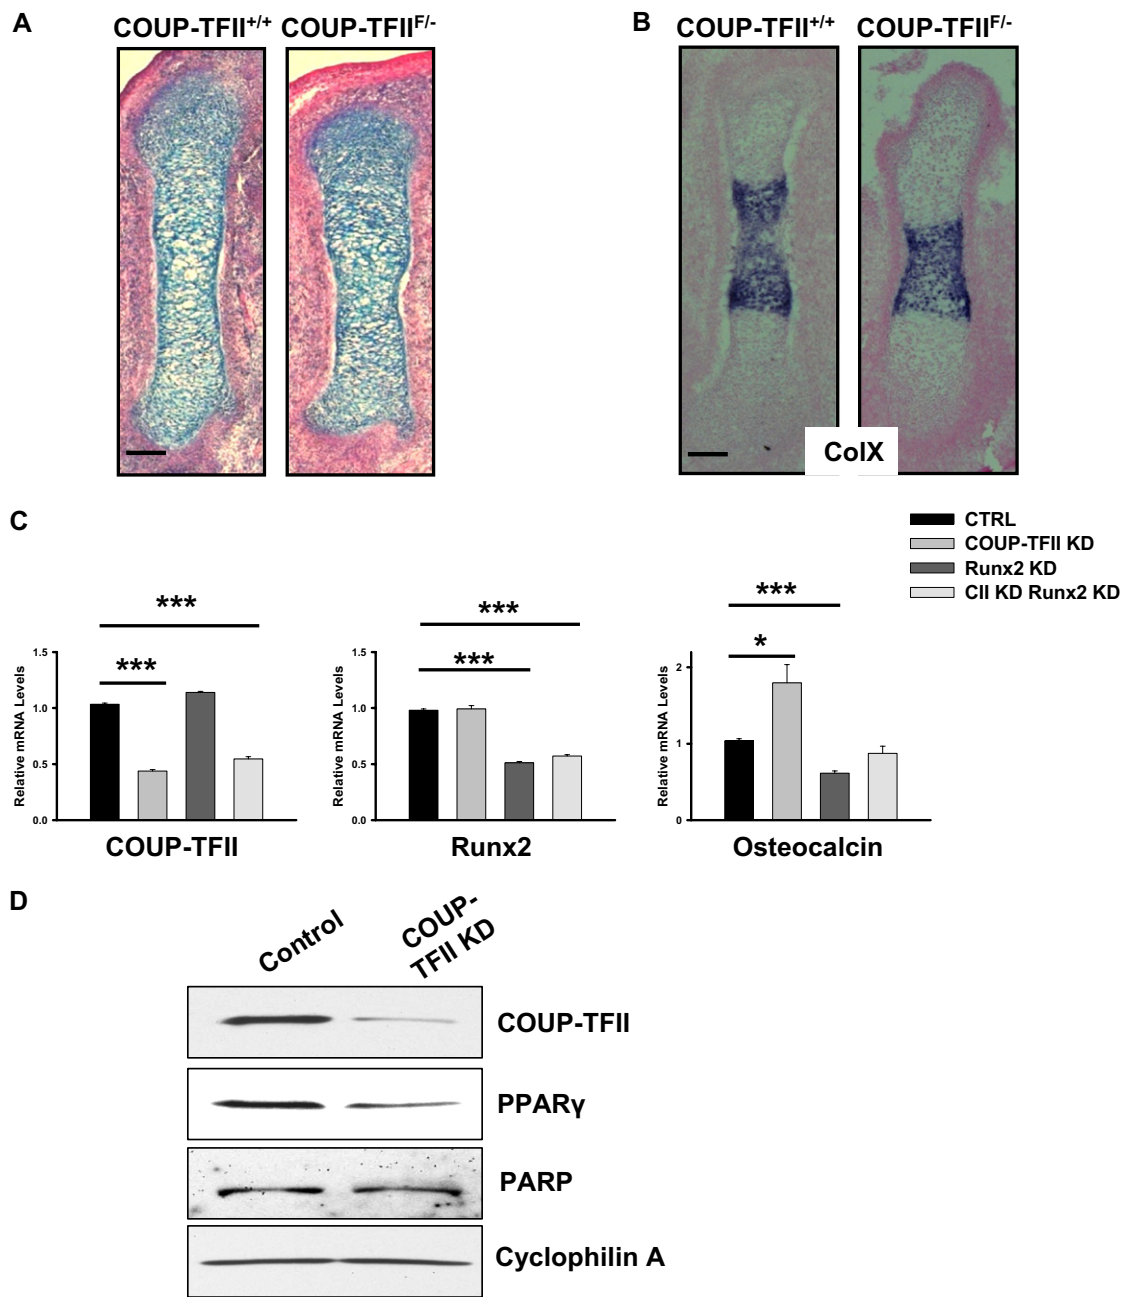 A
B
COUP-TFII+/+ COUP-TFIIF/-
COUP-TFII+/+ COUP-TFIIF/-
ColX
C
CTRL
COUP-TFII KD
Runx2 KD
CII KD Runx2 KD
***
***
1.5
1.0
0.5
0.0
Relative mRNA Levels
COUP-TFII
***
***
1.5
1.0
0.5
0.0
Relative mRNA Levels
Runx2
***
*
2
1
0
Relative mRNA Levels
Osteocalcin
D
Control
COUP-
TFII KD
COUP-TFII
PPARγ
PARP
Cyclophilin A